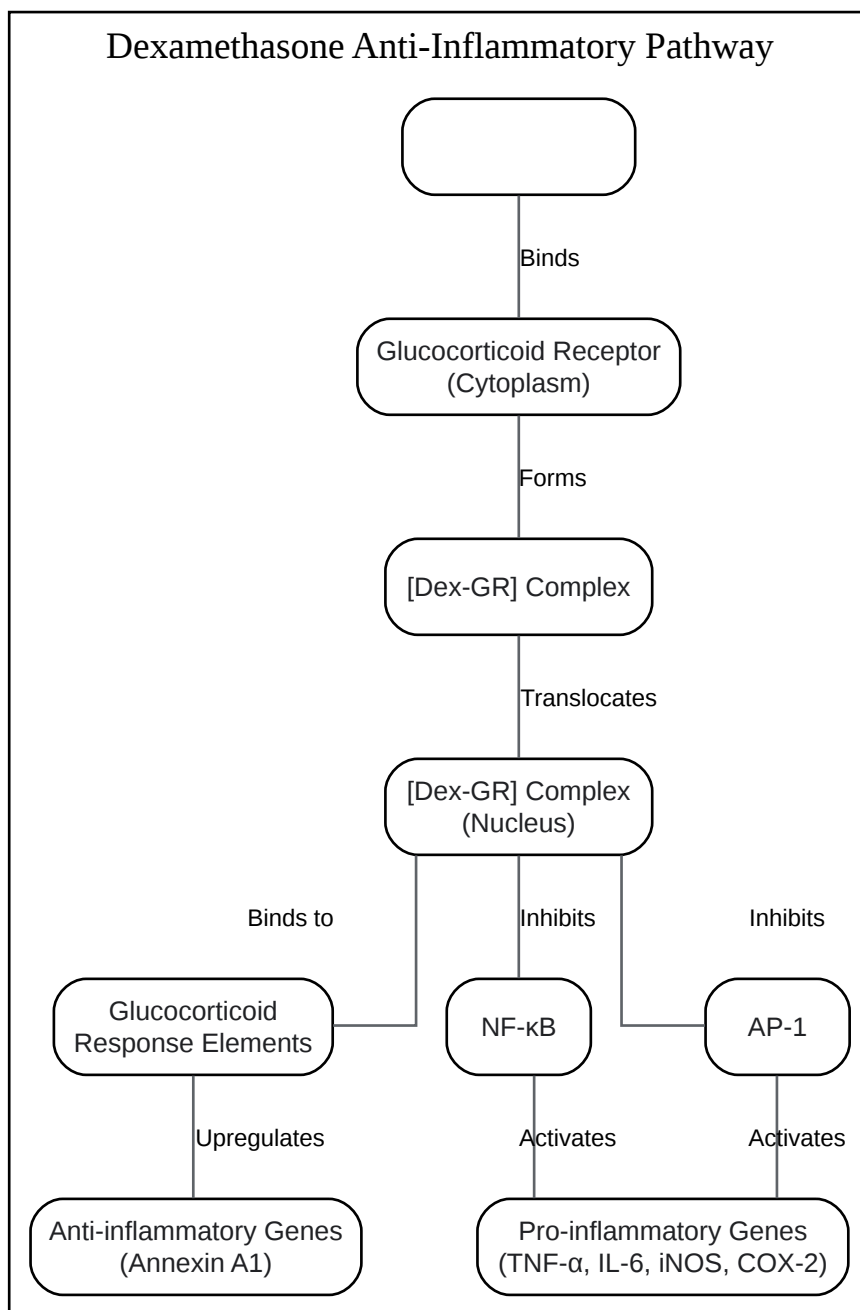 Dexamethasone Anti-Inflammatory Pathway
Binds
Glucocorticoid Receptor
(Cytoplasm)
Forms
[Dex-GR] Complex
Translocates
[Dex-GR] Complex
(Nucleus)
Binds to
Inhibits
Inhibits
Glucocorticoid
Response Elements
NF-κB
AP-1
Upregulates
Activates
Activates
Anti-inflammatory Genes
(Annexin A1)
Pro-inflammatory Genes
(TNF-α, IL-6, iNOS, COX-2)